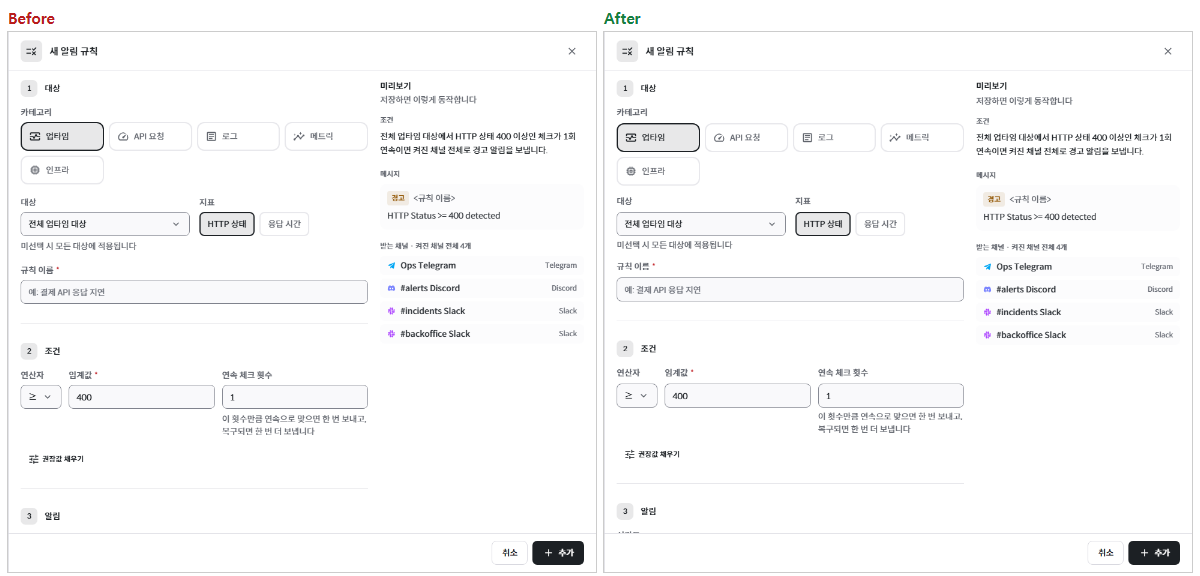 Before
새 알림 규칙
1 대상
카테고리
업타임
API 요청
로그
메트릭
인프라
대상
지표
전체 업타임 대상
HTTP 상태
응답 시간
미선택 시 모든 대상에 적용됩니다
규칙 이름 *
예: 결제 API 응답 지연
2 조건
연산자
임계값 *
연속 체크 횟수
≥
400
1
이 횟수만큼 연속으로 맞으면 한 번 보내고,
복구되면 한 번 더 보냅니다
권장값 채우기
3 알림
미리보기
저장하면 이렇게 동작합니다
조건
전체 업타임 대상에서 HTTP 상태 400 이상인 체크가 1회
연속이면 켜진 채널 전체로 경고 알림을 보냅니다.
메시지
경고 <규칙 이름>
HTTP Status >= 400 detected
받는 채널 · 켜진 채널 전체 4개
Ops Telegram Telegram
#alerts Discord Discord
#incidents Slack Slack
#backoffice Slack Slack
취소
+ 추가
After
새 알림 규칙
1 대상
카테고리
업타임
API 요청
로그
메트릭
인프라
대상
지표
전체 업타임 대상
HTTP 상태
응답 시간
미선택 시 모든 대상에 적용됩니다
규칙 이름 *
예: 결제 API 응답 지연
2 조건
연산자
임계값 *
연속 체크 횟수
≥
400
1
이 횟수만큼 연속으로 맞으면 한 번 보내고,
복구되면 한 번 더 보냅니다
권장값 채우기
3 알림
미리보기
저장하면 이렇게 동작합니다
조건
전체 업타임 대상에서 HTTP 상태 400 이상인 체크가 1회
연속이면 켜진 채널 전체로 경고 알림을 보냅니다.
메시지
경고 <규칙 이름>
HTTP Status >= 400 detected
받는 채널 · 켜진 채널 전체 4개
Ops Telegram Telegram
#alerts Discord Discord
#incidents Slack Slack
#backoffice Slack Slack
취소
+ 추가